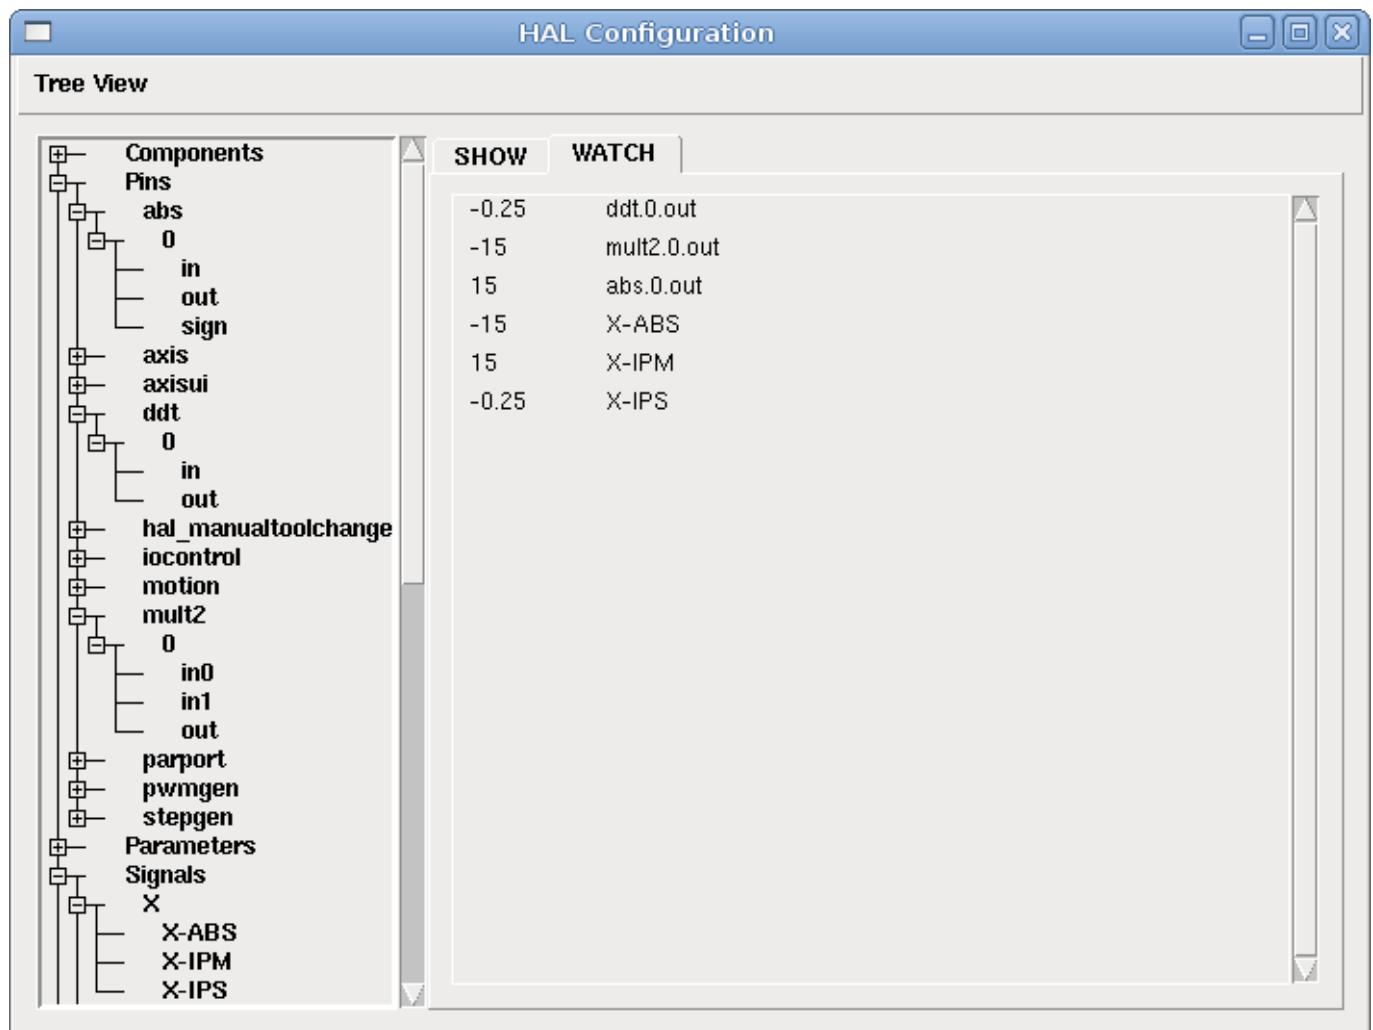 HAL Configuration
Tree View
Components
Pins
abs
0
in
out
sign
axis
axisui
ddt
0
in
out
hal_manualtoolchange
iocontrol
motion
mult2
0
in0
in1
out
parport
pwmgen
stepgen
Parameters
Signals
X
X-ABS
X-IPM
X-IPS
SHOW WATCH
-0.25 ddt.0.out
-15 mult2.0.out
15 abs.0.out
-15 X-ABS
15 X-IPM
-0.25 X-IPS